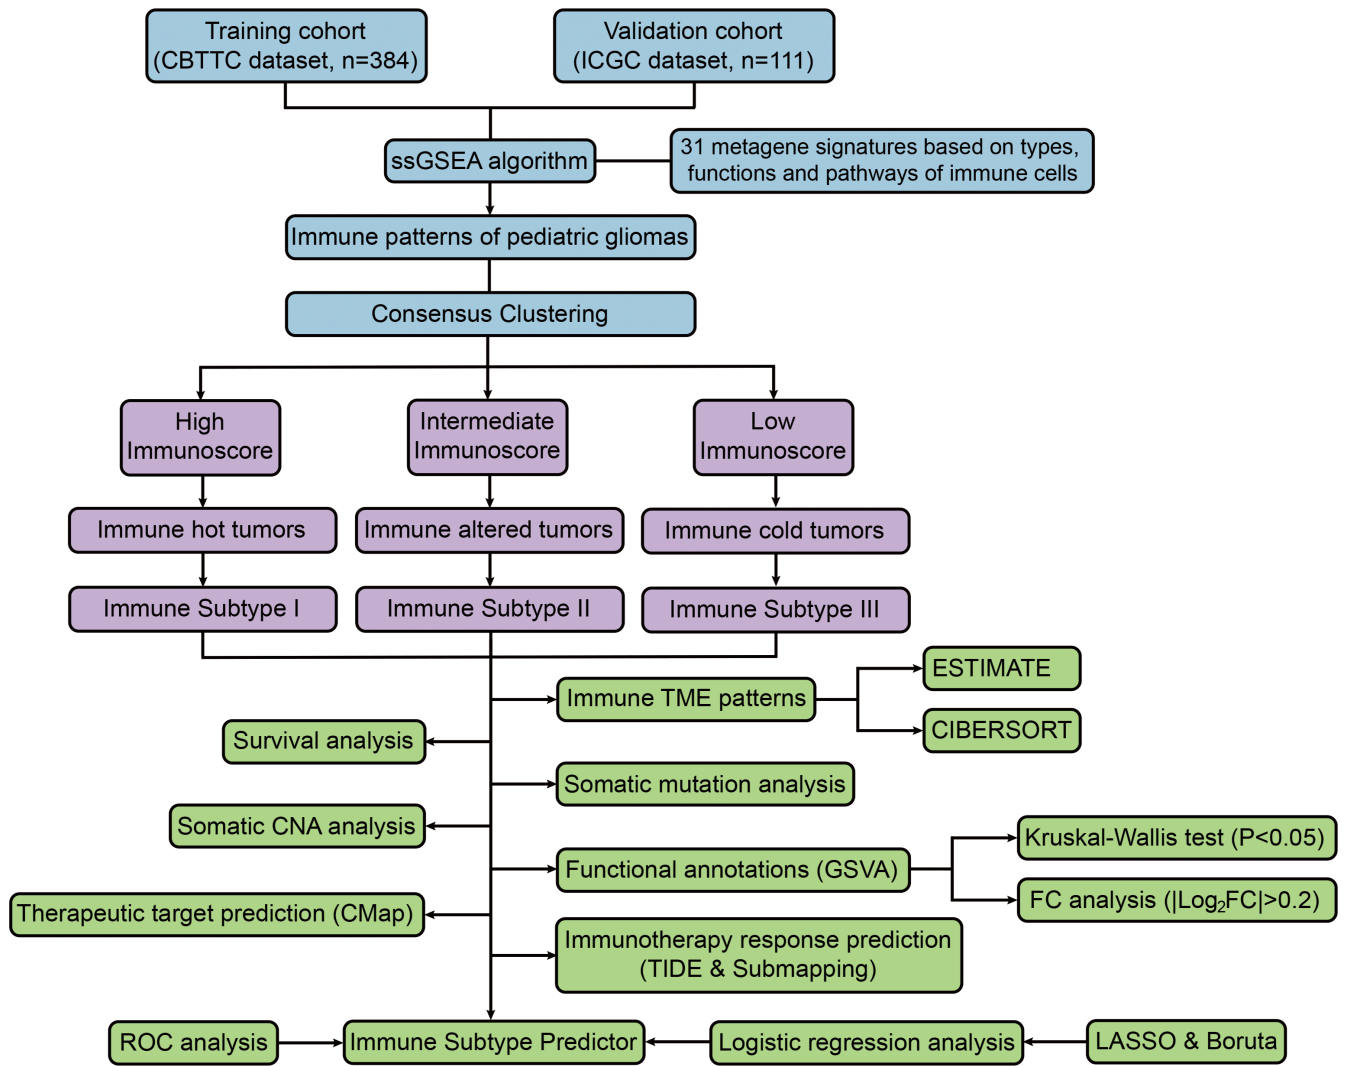 Training cohort
(CBTTC dataset, n=384)
Validation cohort
(ICGC dataset, n=111)
ssGSEA algorithm
31 metagene signatures based on types,
functions and pathways of immune cells
Immune patterns of pediatric gliomas
Consensus Clustering
High
Immunoscore
Intermediate
Immunoscore
Low
Immunoscore
Immune hot tumors
Immune altered tumors
Immune cold tumors
Immune Subtype I
Immune Subtype II
Immune Subtype III
Immune TME patterns
ESTIMATE
CIBERSORT
Survival analysis
Somatic mutation analysis
Somatic CNA analysis
Functional annotations (GSVA)
Kruskal-Wallis test (P<0.05)
FC analysis (|Log₂FC|>0.2)
Therapeutic target prediction (CMap)
Immunotherapy response prediction
(TIDE & Submapping)
ROC analysis
Immune Subtype Predictor
Logistic regression analysis
LASSO & Boruta